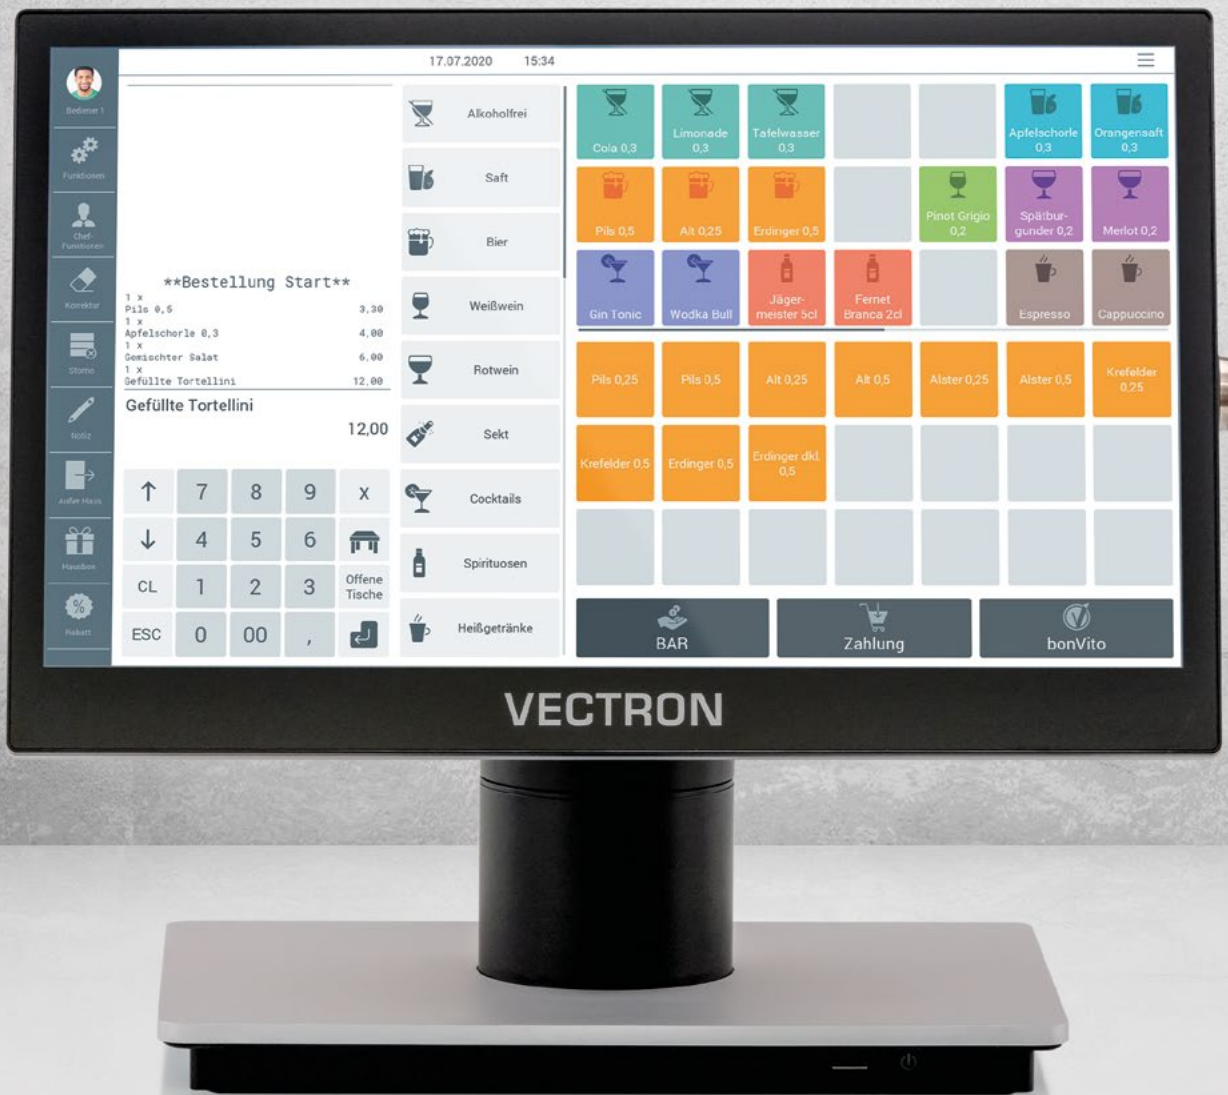 17.07.2020 15:34
Bediener 1
Funktionen
Chef-
Funktionen
Korrektur
Storno
Notiz
Außer Haus
Hausbon
Rabatt
**Bestellung Start**
1 x
Pils 0,5 3,30
1 x
Apfelschorle 0,3 4,00
1 x
Gemischter Salat 6,00
1 x
Gefüllte Tortellini 12,00
Gefüllte Tortellini
12,00
7 8 9 X
4 5 6
CL 1 2 3 Offene
Tische
ESC 0 00 ,
Alkoholfrei
Saft
Bier
Weißwein
Rotwein
Sekt
Cocktails
Spirituosen
Heißgetränke
Cola 0,3
Limonade
0,3
Tafelwasser
0,3
Apfelschorle
0,3
Orangensaft
0,3
Pils 0,5
Alt 0,25
Erdinger 0,5
Pinot Grigio
0,2
Spätbur-
gunder 0,2
Merlot 0,2
Gin Tonic
Wodka Bull
Jäger-
meister 5cl
Fernet
Branca 2cl
Espresso
Cappuccino
Pils 0,25
Pils 0,5
Alt 0,25
Alt 0,5
Alster 0,25
Alster 0,5
Krefelder
0,25
Krefelder 0,5
Erdinger 0,5
Erdinger dkl.
0,5
BAR
Zahlung
bonVito
VECTRON